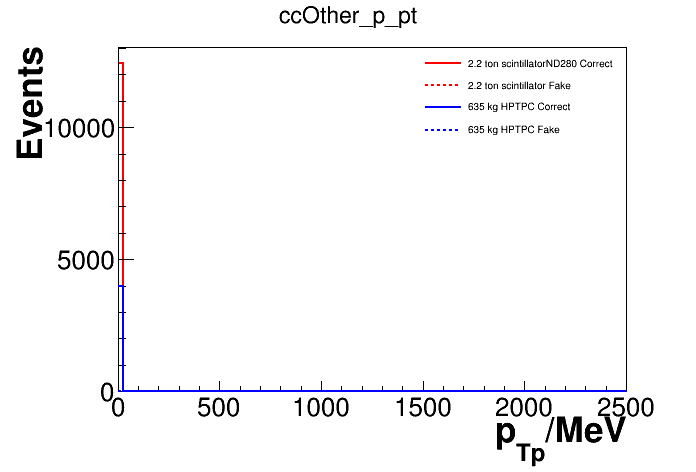 ccOther_p_pt
Events
2.2 ton scintillatorND280 Correct
2.2 ton scintillator Fake
635 kg HPTPC Correct
635 kg HPTPC Fake
10000
5000
0
0 500 1000 1500 2000 2500
pTp/MeV